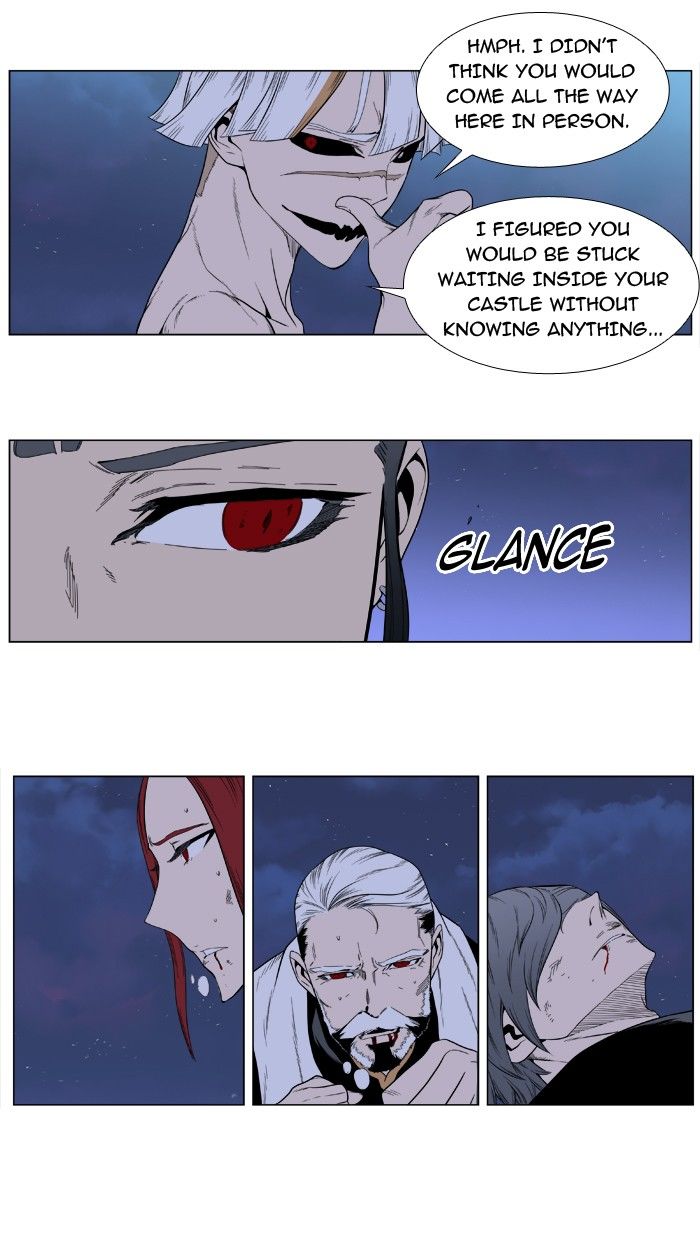 HMPH. I DIDN'T
THINK YOU WOULD
COME ALL THE WAY
HERE IN PERSON.
I FIGURED YOU
WOULD BE STUCK
WAITING INSIDE YOUR
CASTLE WITHOUT
KNOWING ANYTHING...
GLANCE